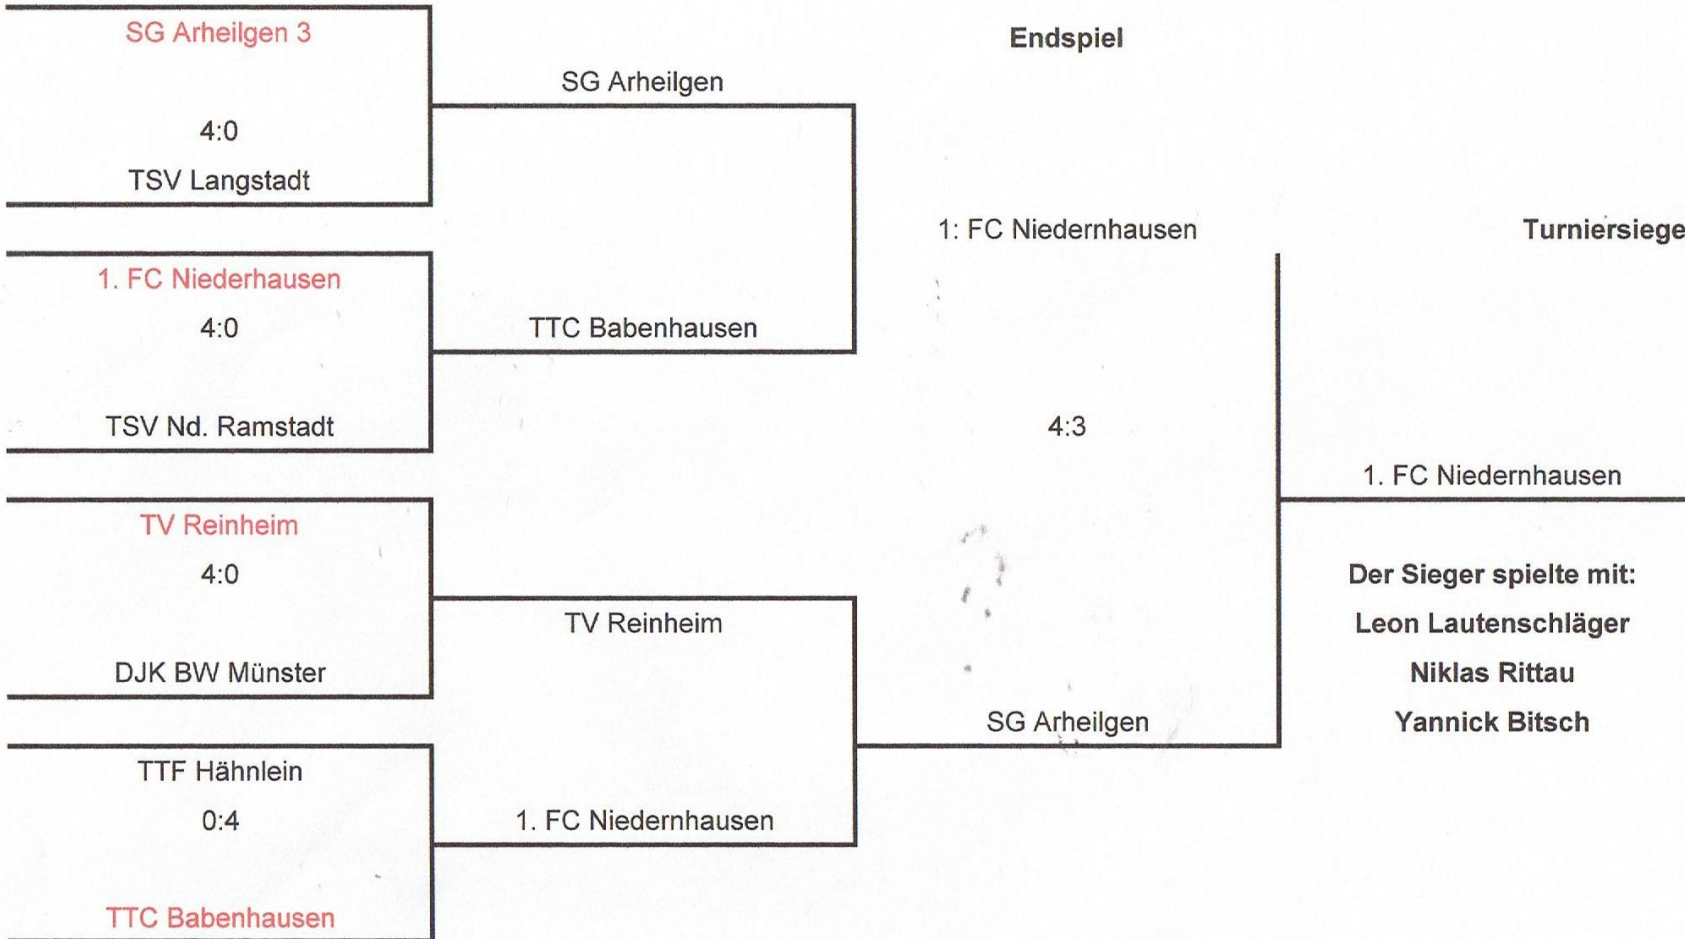 SG Arheilgen 3
4:0
TSV Langstadt
1. FC Niederhausen
4:0
TSV Nd. Ramstadt
TV Reinheim
4:0
DJK BW Münster
TTF Hähnlein
0:4
TTC Babenhausen
SG Arheilgen
TTC Babenhausen
TV Reinheim
1. FC Niedernhausen
Endspiel
1: FC Niedernhausen
4:3
SG Arheilgen
Turniersiege
1. FC Niedernhausen
Der Sieger spielte mit:
Leon Lautenschläger
Niklas Rittau
Yannick Bitsch